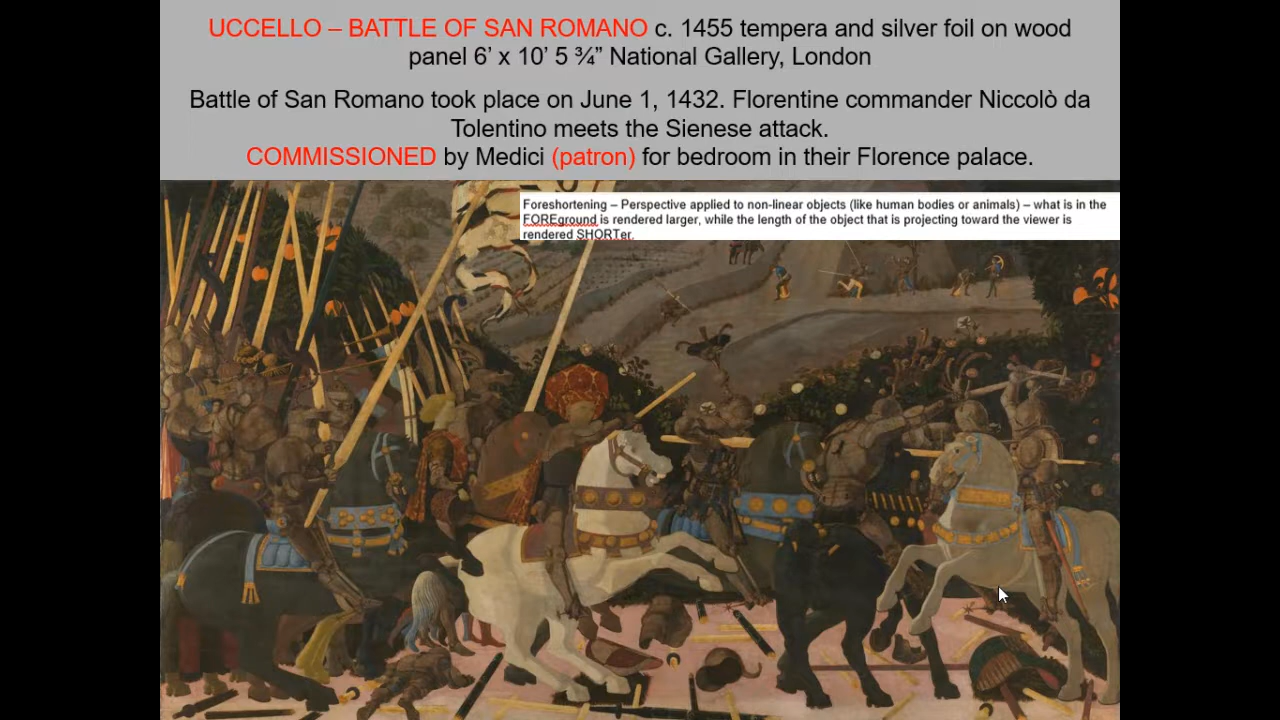 UCCELLO – BATTLE OF SAN ROMANO c. 1455 tempera and silver foil on wood
panel 6’ x 10’ 5 ¾” National Gallery, London
Battle of San Romano took place on June 1, 1432. Florentine commander Niccolò da
Tolentino meets the Sienese attack.
COMMISSIONED by Medici (patron) for bedroom in their Florence palace.
Foreshortening – Perspective applied to non-linear objects (like human bodies or animals) – what is in the
FOREground is rendered larger, while the length of the object that is projecting toward the viewer is
rendered SHORTer.